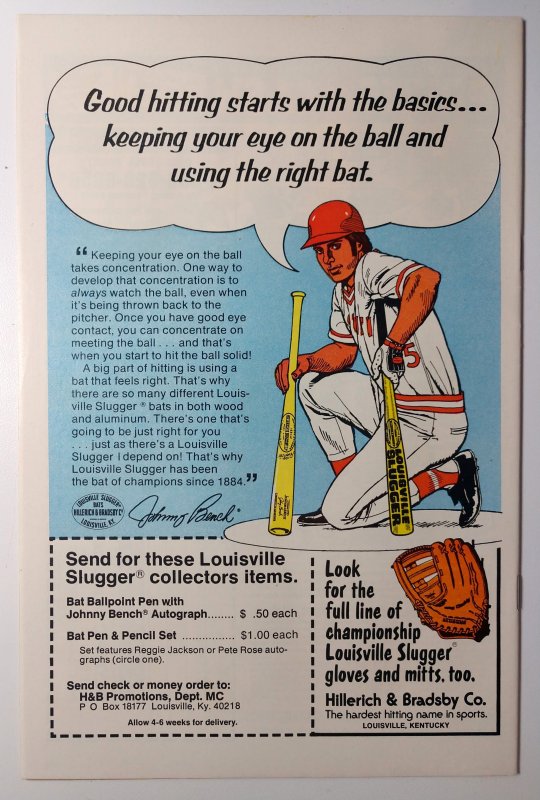 Good hitting starts with the basics...
keeping your eye on the ball and
using the right bat.
“ Keeping your eye on the ball
takes concentration. One way to
develop that concentration is to
always watch the ball, even when
it's being thrown back to the
pitcher. Once you have good eye
contact, you can concentrate on
meeting the ball . . . and that's
when you start to hit the ball solid!
A big part of hitting is using a
bat that feels right. That's why
there are so many different Louis-
ville Slugger® bats in both wood
and aluminum. There's one that's
going to be just right for you
. . . just as there's a Louisville
Slugger I depend on! That's why
Louisville Slugger has been
the bat of champions since 1884.”
LOUISVILLE SLUGGER®
BATS
HILLERICH & BRADSBY Co
LOUISVILLE, KY.
Johnny Bench
5
LOUISVILLE
SLUGGER
Send for these Louisville
Slugger® collectors items.
Bat Ballpoint Pen with
Johnny Bench® Autograph........ $ .50 each
Bat Pen & Pencil Set ................ $1.00 each
Set features Reggie Jackson or Pete Rose auto-
graphs (circle one).
Send check or money order to:
H&B Promotions, Dept. MC
P O Box 18177 Louisville, Ky. 40218
Allow 4-6 weeks for delivery.
Look
for the
full line of
championship
Louisville Slugger®
gloves and mitts, too.
Hillerich & Bradsby Co.
The hardest hitting name in sports.
LOUISVILLE, KENTUCKY